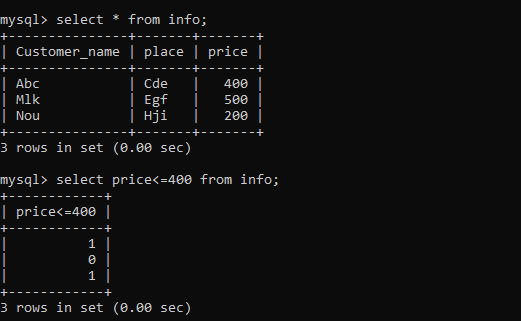 mysql> select * from info;
+---------------+-------+-------+
| Customer_name | place | price |
+---------------+-------+-------+
| Abc           | Cde   |   400 |
| Mlk           | Egf   |   500 |
| Nou           | Hji   |   200 |
+---------------+-------+-------+
3 rows in set (0.00 sec)

mysql> select price<=400 from info;
+------------+
| price<=400 |
+------------+
|          1 |
|          0 |
|          1 |
+------------+
3 rows in set (0.00 sec)